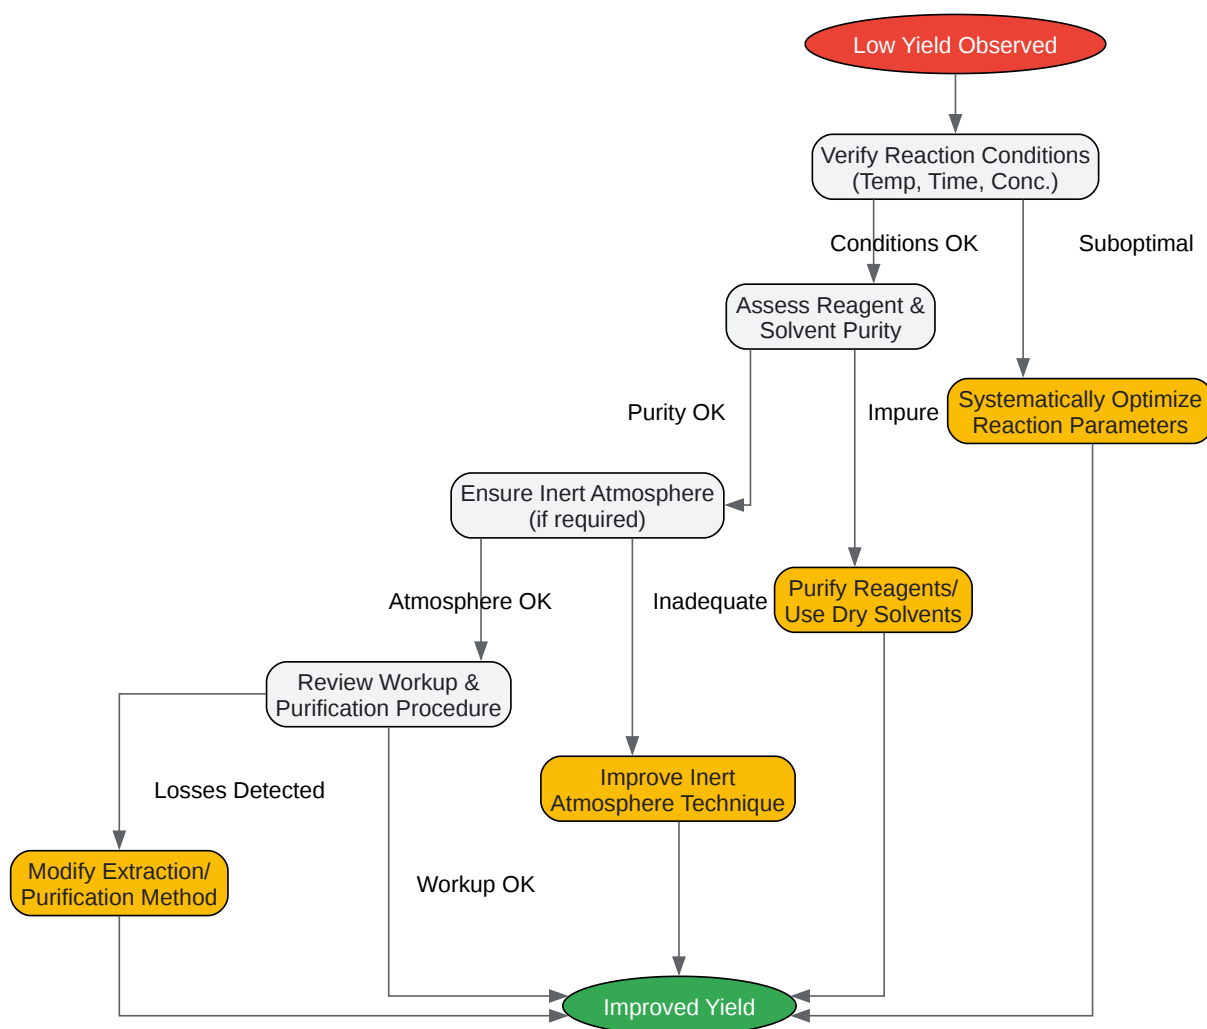 Low Yield Observed
Verify Reaction Conditions
(Temp, Time, Conc.)
Conditions OK
Suboptimal
Assess Reagent &
Solvent Purity
Purity OK
Impure
Systematically Optimize
Reaction Parameters
Ensure Inert Atmosphere
(if required)
Atmosphere OK
Inadequate
Purify Reagents/
Use Dry Solvents
Review Workup &
Purification Procedure
Losses Detected
Improve Inert
Atmosphere Technique
Modify Extraction/
Purification Method
Workup OK
Improved Yield